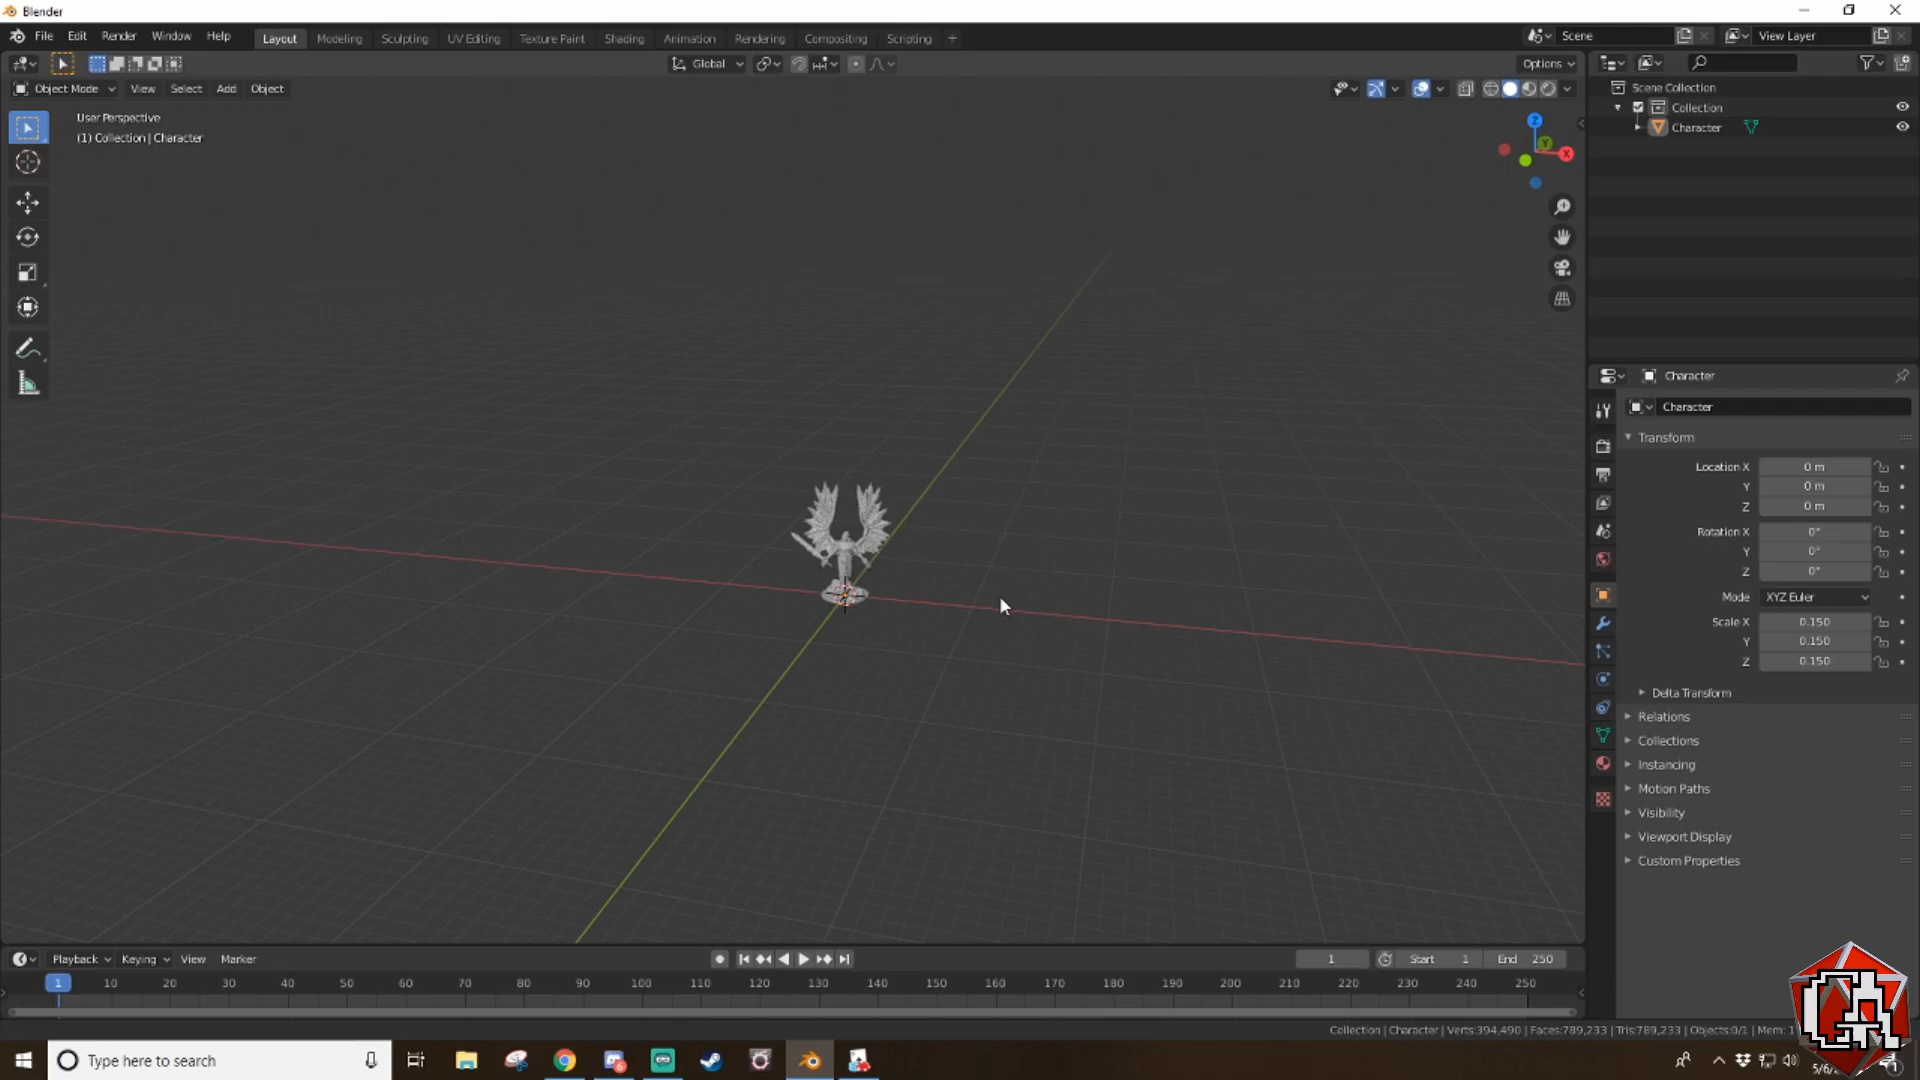 Blender
File Edit Render Window Help Layout Modeling Sculpting UV Editing Texture Paint Shading Animation Rendering Compositing Scripting + Scene View Layer
Global Options
Object Mode View Select Add Object
User Perspective
(1) Collection | Character
Z
Y
X
Scene Collection
Collection
Character
Character
Character
Transform
Location X 0 m
Y 0 m
Z 0 m
Rotation X 0°
Y 0°
Z 0°
Mode XYZ Euler
Scale X 0.150
Y 0.150
Z 0.150
Delta Transform
Relations
Collections
Instancing
Motion Paths
Visibility
Viewport Display
Custom Properties
Playback Keying View Marker 1 Start 1 End 250
1 10 20 30 40 50 60 70 80 90 100 110 120 130 140 150 160 170 180 190 200 210 220 230 240 250
Collection | Character | Verts:394,490 | Faces:789,233 | Tris:789,233 | Objects:0/1 | Mem: 1
CA
Type here to search
6
5/6/
1